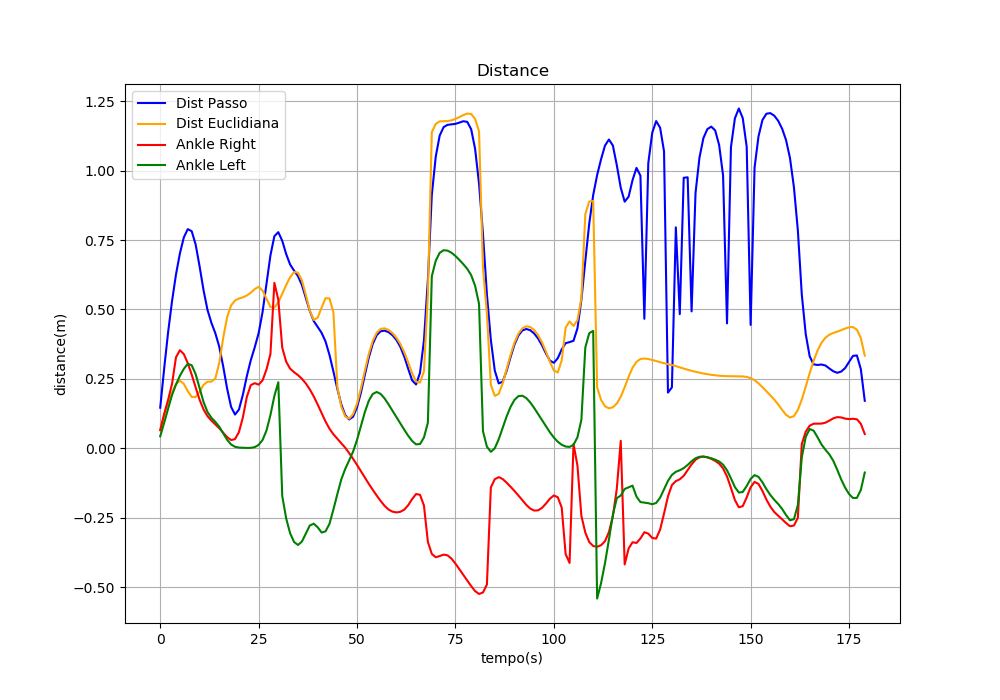 Distance
Dist Passo
Dist Euclidiana
Ankle Right
Ankle Left
distance(m)
1.25
1.00
0.75
0.50
0.25
0.00
−0.25
−0.50
0 25 50 75 100 125 150 175
tempo(s)